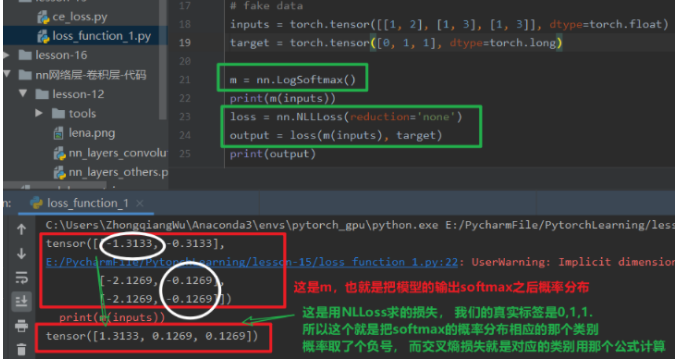 ce_loss.py
loss_function_1.py
lesson-16
nn网络层-卷积层-代码
lesson-12
tools
lena.png
nn_layers_convolu
nn_layers_others.p
17
18
19
20
21
22
23
24
25
# fake data
inputs = torch.tensor([[1, 2], [1, 3], [1, 3]], dtype=torch.float)
target = torch.tensor([0, 1, 1], dtype=torch.long)
m = nn.LogSoftmax()
print(m(inputs))
loss = nn.NLLLoss(reduction='none')
output = loss(m(inputs), target)
print(output)
n:
loss_function_1 ×
C:\Users\ZhongqiangWu\Anaconda3\envs\pytorch_gpu\python.exe E:/PycharmFile/PytorchLearning/less
tensor([[-1.3133, -0.3133],
E:/PycharmFile/PytorchLearning/lesson-15/loss_function_1.py:22: UserWarning: Implicit dimension
[-2.1269, -0.1269],
[-2.1269, -0.1269]])
这是m，也就是把模型的输出softmax之后概率分布
print(m(inputs))
tensor([1.3133, 0.1269, 0.1269])
这是用NLLoss求的损失， 我们的真实标签是0,1,1.
所以这个就是把softmax的概率分布相应的那个类别
概率取了个负号， 而交叉熵损失就是对应的类别用那个公式计算